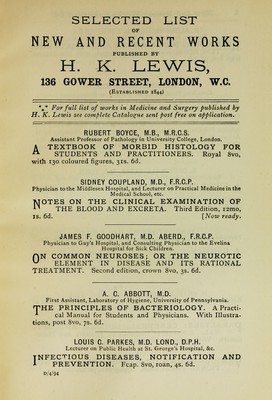 SELECTED LIST
OF
NEW AND RECENT WORKS
PUBLISHED BY
H. K. LEWIS,
136 GOWER STREET, LONDON, W.C.
(ESTABLISHED 1844)
*** For full list of works in Medicine and Surgery published by
H. K. Lewis see complete Catalogue sent post free on application.
RUBERT BOYCE, M.B., M.R.C.S.
Assistant Professor of Pathology in University College, London.
A TEXTBOOK OF MORBID HISTOLOGY FOR
STUDENTS AND PRACTITIONERS. Royal 8vo,
with 130 coloured figures, 31s. 6d.
SIDNEY COUPLAND, M.D., F.R.C.P.
Physician to the Middlesex Hospital, and Lecturer on Practical Medicine in the
Medical School, etc.
NOTES ON THE CLINICAL EXAMINATION OF
THE BLOOD AND EXCRETA. Third Edition, 12mo,
1s. 6d. [Now ready.
JAMES F. GOODHART, M.D. ABERD., F.R.C.P.
Physician to Guy's Hospital, and Consulting Physician to the Evelina
Hospital for Sick Children.
ON COMMON NEUROSES; OR THE NEUROTIC
ELEMENT IN DISEASE AND ITS RATIONAL
TREATMENT. Second edition, crown 8vo, 3s. 6d.
A. C. ABBOTT, M.D.
First Assistant, Laboratory of Hygiene, University of Pennsylvania.
THE PRINCIPLES OF BACTERIOLOGY. A Practi-
cal Manual for Students and Physicians. With Illustra-
tions, post 8vo, 7s. 6d.
LOUIS C. PARKES, M.D. LOND., D.P.H.
Lecturer on Public Health at St. George's Hospital, &c.
INFECTIOUS DISEASES, NOTIFICATION AND
PREVENTION. Fcap. 8vo, roan, 4s. 6d.